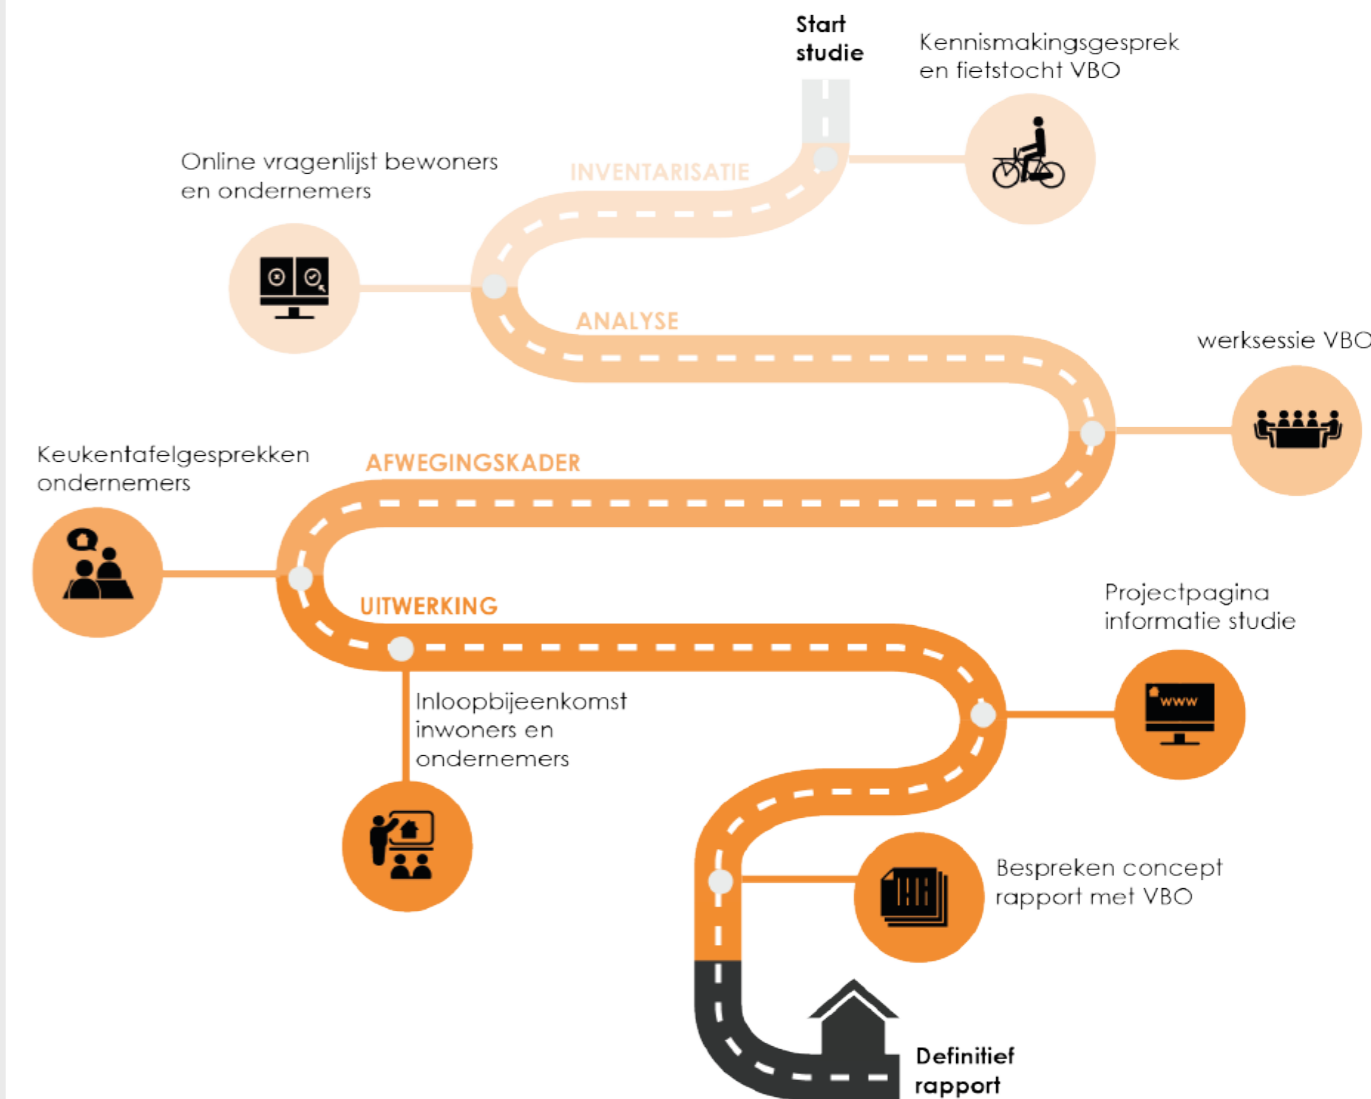 Start
studie
Kennismakingsgesprek
en fietstocht VBO
Online vragenlijst bewoners
en ondernemers
INVENTARISATIE
ANALYSE
werksessie VBO
Keukentafelgesprekken
ondernemers
AFWEGINGSKADER
UITWERKING
Projectpagina
informatie studie
www
Inloopbijeenkomst
inwoners en
ondernemers
Bespreken concept
rapport met VBO
Definitief
rapport